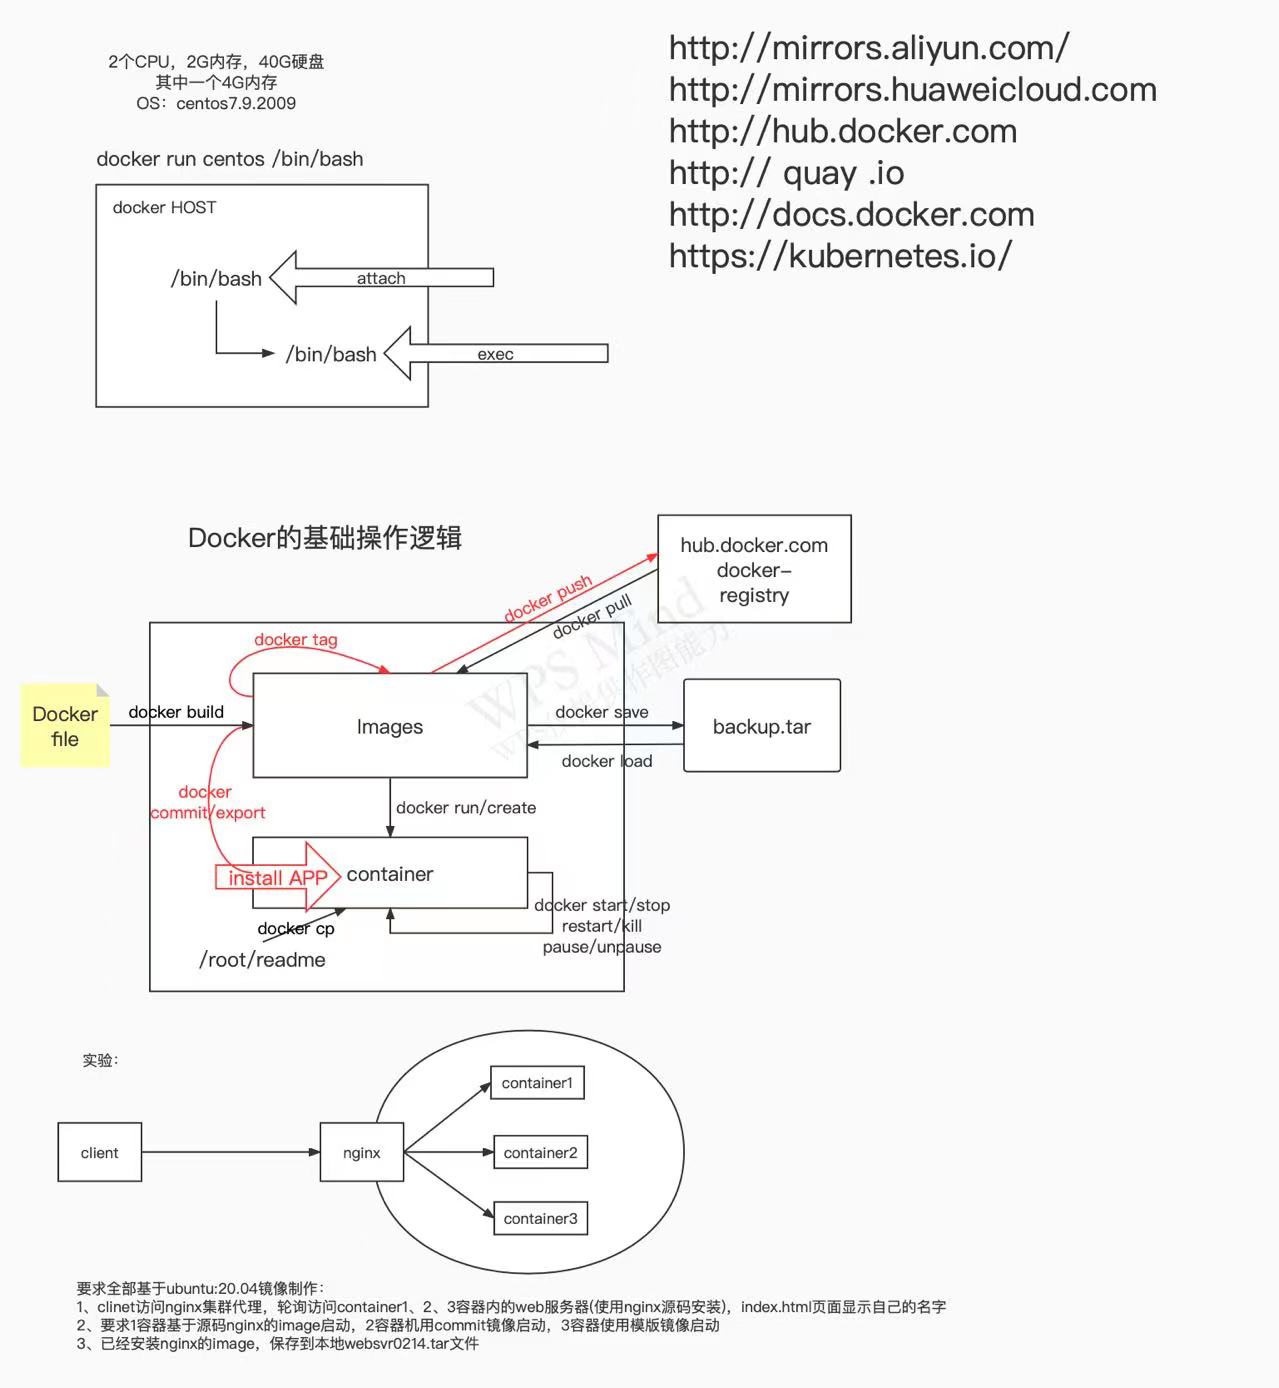 2个CPU，2G内存，40G硬盘
其中一个4G内存
OS：centos7.9.2009
http://mirrors.aliyun.com/
http://mirrors.huaweicloud.com
http://hub.docker.com
http:// quay .io
http://docs.docker.com
https://kubernetes.io/
docker run centos /bin/bash
docker HOST
/bin/bash
attach
/bin/bash
exec
Docker的基础操作逻辑
hub.docker.com
docker-
registry
docker push
docker pull
docker tag
Docker
file
docker build
Images
docker save
docker load
backup.tar
docker
commit/export
docker run/create
install APP
container
docker start/stop
restart/kill
pause/unpause
docker cp
/root/readme
WPS Mind
实验：
client
nginx
container1
container2
container3
要求全部基于ubuntu:20.04镜像制作：
1、clinet访问nginx集群代理，轮询访问container1、2、3容器内的web服务器(使用nginx源码安装)，index.html页面显示自己的名字
2、要求1容器基于源码nginx的image启动，2容器机用commit镜像启动，3容器使用模版镜像启动
3、已经安装nginx的image，保存到本地websvr0214.tar文件